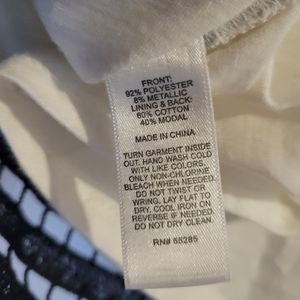 FRONT:
92% POLYESTER
8% METALLIC
LINING & BACK:
60% COTTON
40% MODAL
MADE IN CHINA
TURN GARMENT INSIDE
OUT. HAND WASH COLD
WITH LIKE COLORS.
ONLY NON-CHLORINE
BLEACH WHEN NEEDED.
DO NOT TWIST OR
WRING. LAY FLAT TO
DRY. COOL IRON ON
REVERSE IF NEEDED.
DO NOT DRY CLEAN
RN# 55285